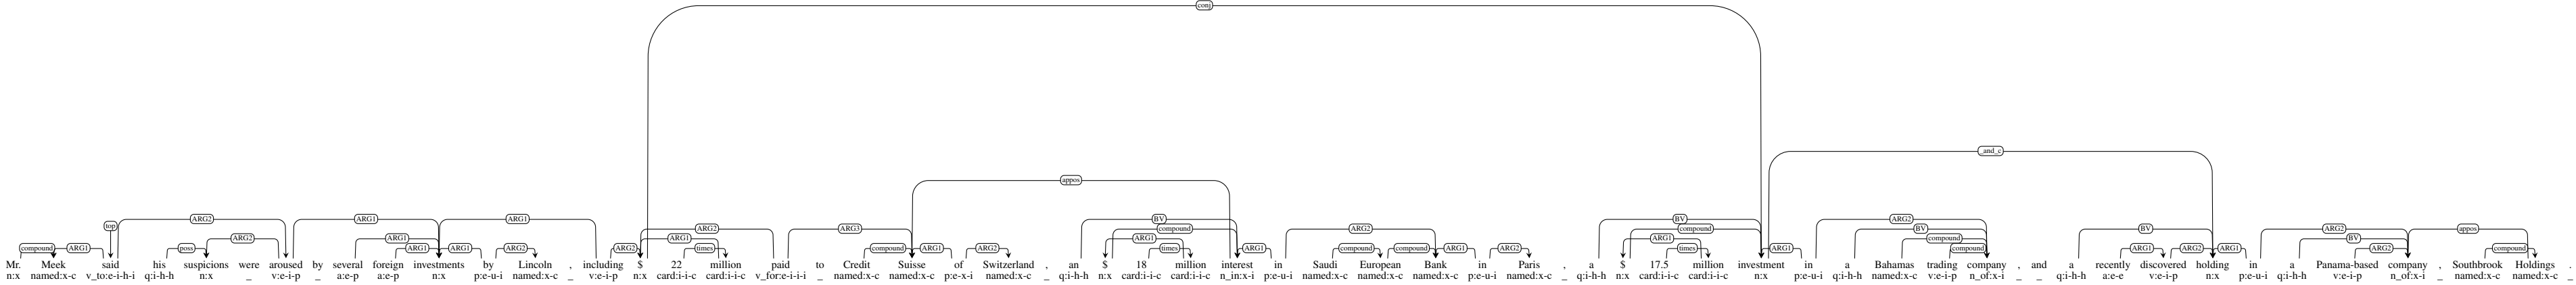 conj
_and_c
appos
ARG2 ARG1 ARG1 BV BV ARG2 BV ARG2 appos
top ARG2 ARG1 ARG2 ARG3 compound ARG2 compound BV BV
compound ARG1 poss ARG2 ARG1 ARG1 ARG2 ARG2 ARG1 times compound ARG1 ARG2 ARG1 times ARG1 compound compound ARG1 ARG2 ARG1 times ARG1 compound compound ARG1 ARG2 ARG1 ARG2 compound
Mr. Meek said his suspicions were aroused by several foreign investments by Lincoln , including $ 22 million paid to Credit Suisse of Switzerland , an $ 18 million interest in Saudi European Bank in Paris , a $ 17.5 million investment in a Bahamas trading company , and a recently discovered holding in a Panama-based company , Southbrook Holdings .
n:x named:x-c v_to:e-i-h-i q:i-h-h n:x _ v:e-i-p _ a:e-p a:e-p n:x p:e-u-i named:x-c _ v:e-i-p n:x card:i-i-c card:i-i-c v_for:e-i-i-i _ named:x-c named:x-c p:e-x-i named:x-c _ q:i-h-h n:x card:i-i-c card:i-i-c n_in:x-i p:e-u-i named:x-c named:x-c named:x-c p:e-u-i named:x-c _ q:i-h-h n:x card:i-i-c card:i-i-c n:x p:e-u-i q:i-h-h named:x-c v:e-i-p n_of:x-i _ _ q:i-h-h a:e-e v:e-i-p n:x p:e-u-i q:i-h-h v:e-i-p n_of:x-i _ named:x-c named:x-c _